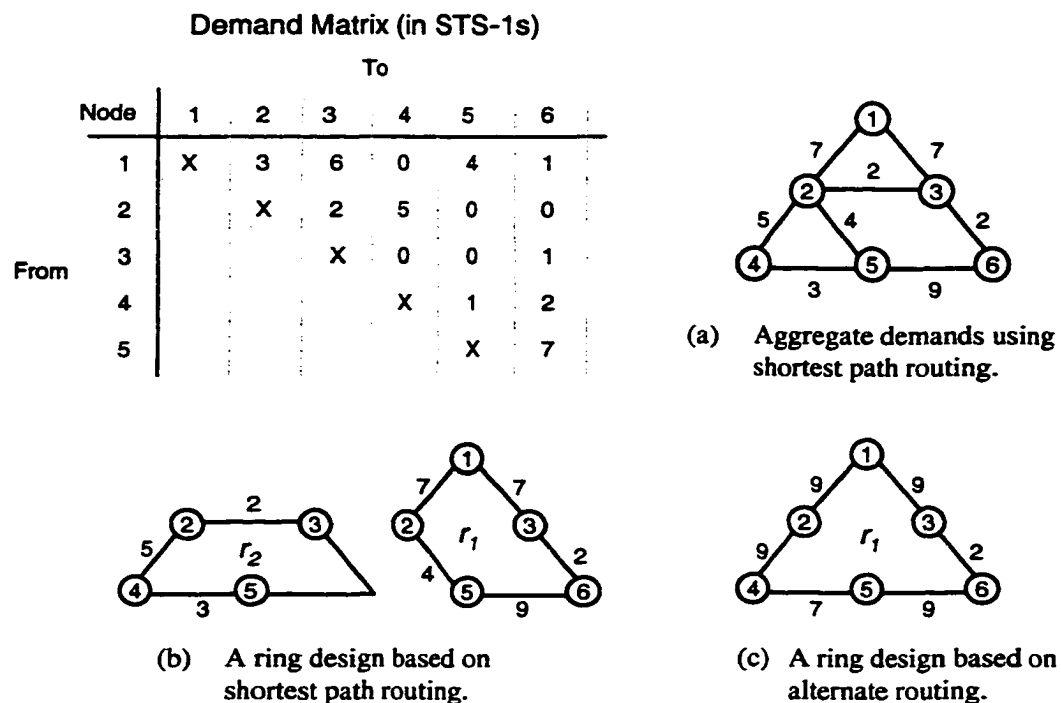 Demand Matrix (in STS-1s)
To
Node 1 2 3 4 5 6
1 X 3 6 0 4 1
2 X 2 5 0 0
From
3 X 0 0 1
4 X 1 2
5 X 7
1
7 7
2
2 3
5 4 2
4 5 6
3 9
(a) Aggregate demands using
shortest path routing.
2
2 3
5 r2
4 5
3
1
7 7
2 r1 3
4 2
5 6
9
(b) A ring design based on
shortest path routing.
1
9 9
2 3
9 r1 2
4 5 6
7 9
(c) A ring design based on
alternate routing.